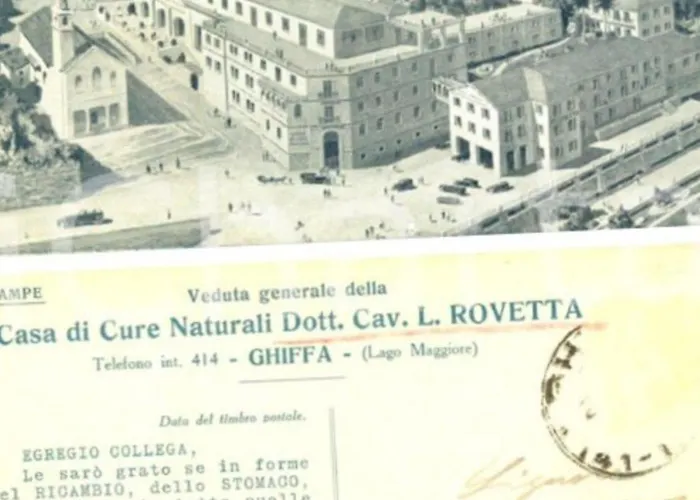 AMPE
Veduta generale della
Casa di Cure Naturali Dott. Cav. L. ROVETTA
Telefono int. 414 - GHIFFA - (Lago Maggiore)
Data del timbro postale.
EGREGIO COLLEGA,
Le sarò grato se in forme
el RICAMBIO, dello STOMACO,